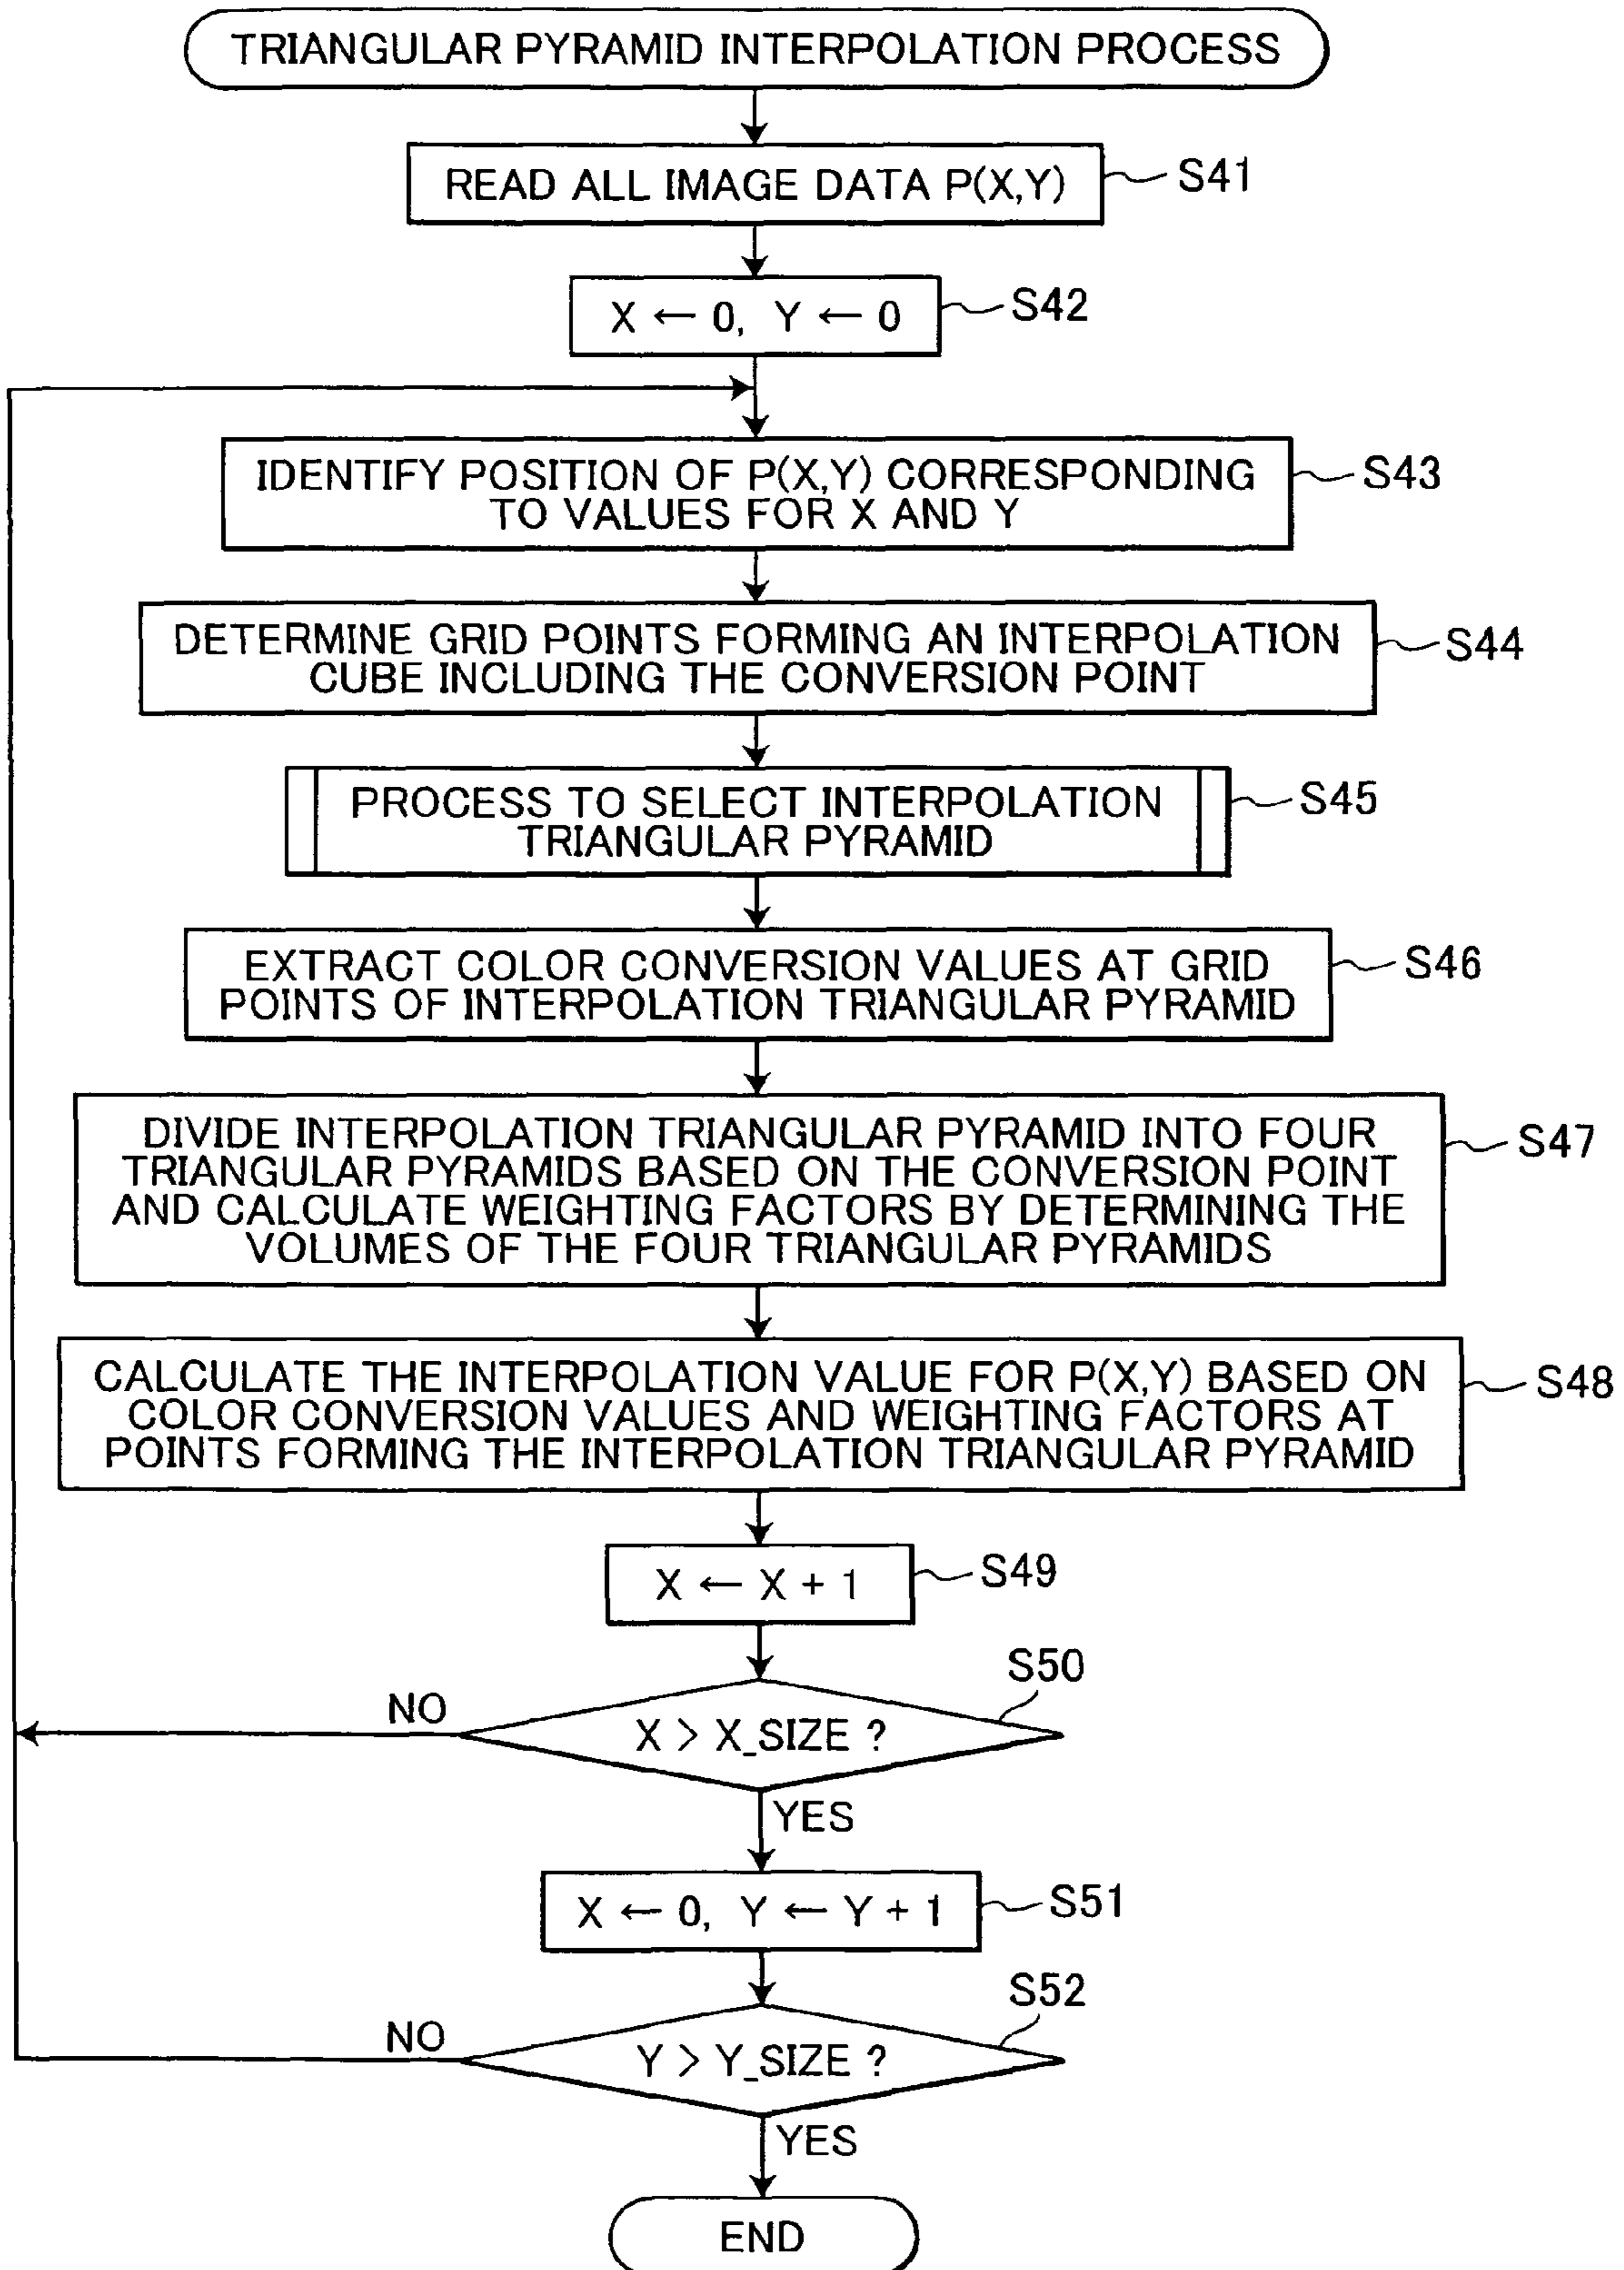 TRIANGULAR PYRAMID INTERPOLATION PROCESS
READ ALL IMAGE DATA P(X,Y)
S41
X ← 0, Y ← 0
S42
IDENTIFY POSITION OF P(X,Y) CORRESPONDING
TO VALUES FOR X AND Y
S43
DETERMINE GRID POINTS FORMING AN INTERPOLATION
CUBE INCLUDING THE CONVERSION POINT
S44
PROCESS TO SELECT INTERPOLATION
TRIANGULAR PYRAMID
S45
EXTRACT COLOR CONVERSION VALUES AT GRID
POINTS OF INTERPOLATION TRIANGULAR PYRAMID
S46
DIVIDE INTERPOLATION TRIANGULAR PYRAMID INTO FOUR
TRIANGULAR PYRAMIDS BASED ON THE CONVERSION POINT
AND CALCULATE WEIGHTING FACTORS BY DETERMINING THE
VOLUMES OF THE FOUR TRIANGULAR PYRAMIDS
S47
CALCULATE THE INTERPOLATION VALUE FOR P(X,Y) BASED ON
COLOR CONVERSION VALUES AND WEIGHTING FACTORS AT
POINTS FORMING THE INTERPOLATION TRIANGULAR PYRAMID
S48
X ← X + 1
S49
S50
NO
X > X_SIZE ?
YES
X ← 0, Y ← Y + 1
S51
S52
NO
Y > Y_SIZE ?
YES
END